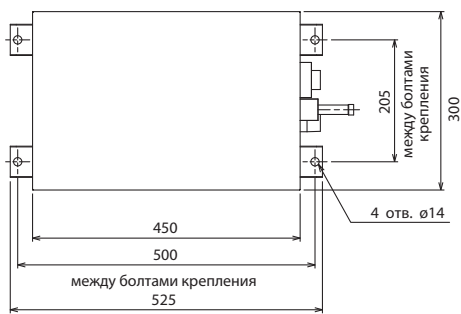 205
между болтами
крепления
300
4 отв. ø14
450
500
между болтами крепления
525